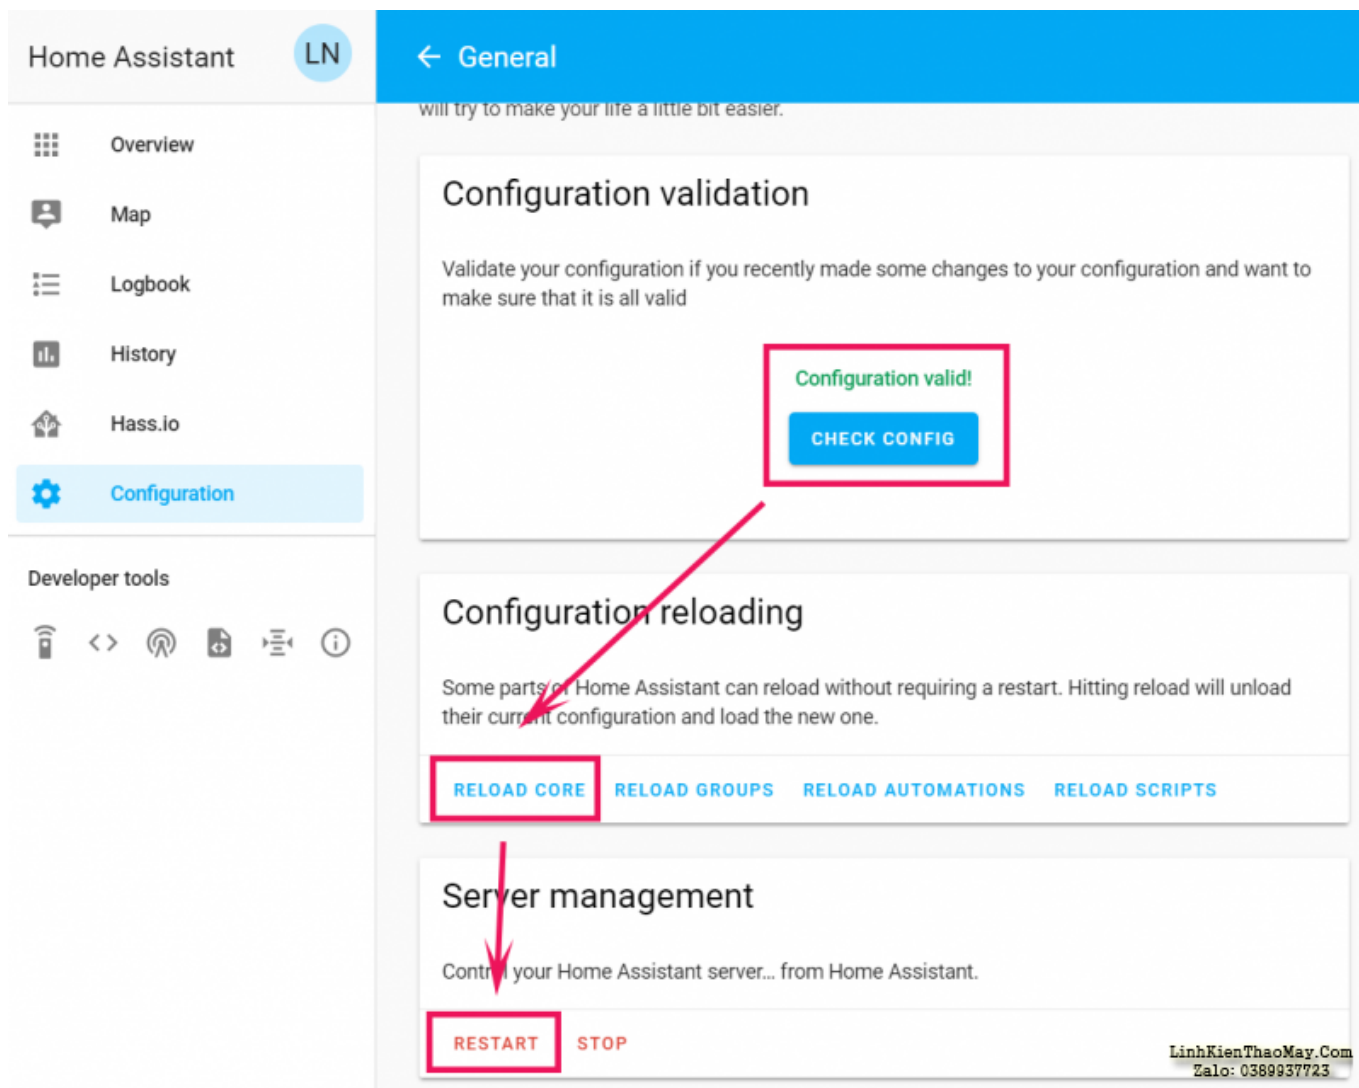 Home Assistant
LN
General
will try to make your life a little bit easier.
Overview
Map
Logbook
History
Hass.io
Configuration
Developer tools
Configuration validation
Validate your configuration if you recently made some changes to your configuration and want to
make sure that it is all valid
Configuration valid!
CHECK CONFIG
Configuration reloading
Some parts of Home Assistant can reload without requiring a restart. Hitting reload will unload
their current configuration and load the new one.
RELOAD CORE RELOAD GROUPS RELOAD AUTOMATIONS RELOAD SCRIPTS
Server management
Control your Home Assistant server... from Home Assistant.
RESTART STOP
LinhKienThaoMay.Com
Zalo: 0389937723